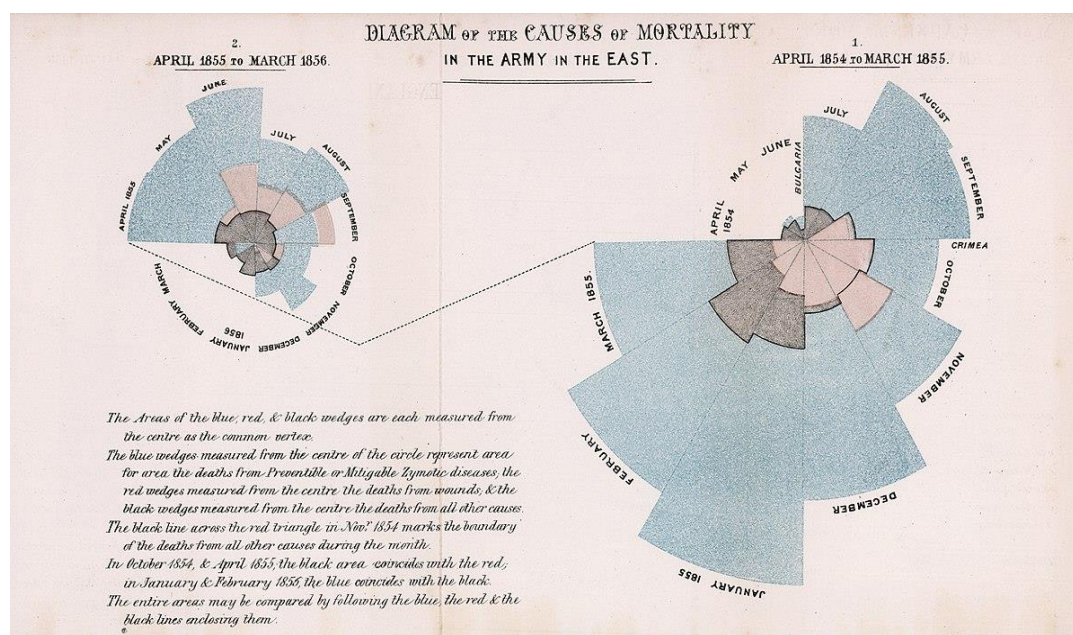 DIAGRAM OF THE CAUSES OF MORTALITY
IN THE ARMY IN THE EAST.
2.
APRIL 1855 TO MARCH 1856.
1.
APRIL 1854 TO MARCH 1855.
APRIL 1855
MAY
JUNE
JULY
AUGUST
SEPTEMBER
OCTOBER
NOVEMBER
DECEMBER
JANUARY
1856
FEBRUARY
MARCH
APRIL
1854
MAY
JUNE
BULGARIA
JULY
AUGUST
SEPTEMBER
CRIMEA
OCTOBER
NOVEMBER
DECEMBER
JANUARY 1855
FEBRUARY
MARCH 1855.
The Areas of the blue, red, & black wedges are each measured from
the centre as the common vertex.
The blue wedges measured from the centre of the circle represent area
for area the deaths from Preventible or Mitigable Zymotic diseases; the
red wedges measured from the centre the deaths from wounds; & the
black wedges measured from the centre the deaths from all other causes.
The black line across the red triangle in Novr. 1854 marks the boundary
of the deaths from all other causes during the month.
In October 1854, & April 1855, the black area coincides with the red;
in January & February 1856, the blue coincides with the black.
The entire areas may be compared by following the blue, the red & the
black lines enclosing them.